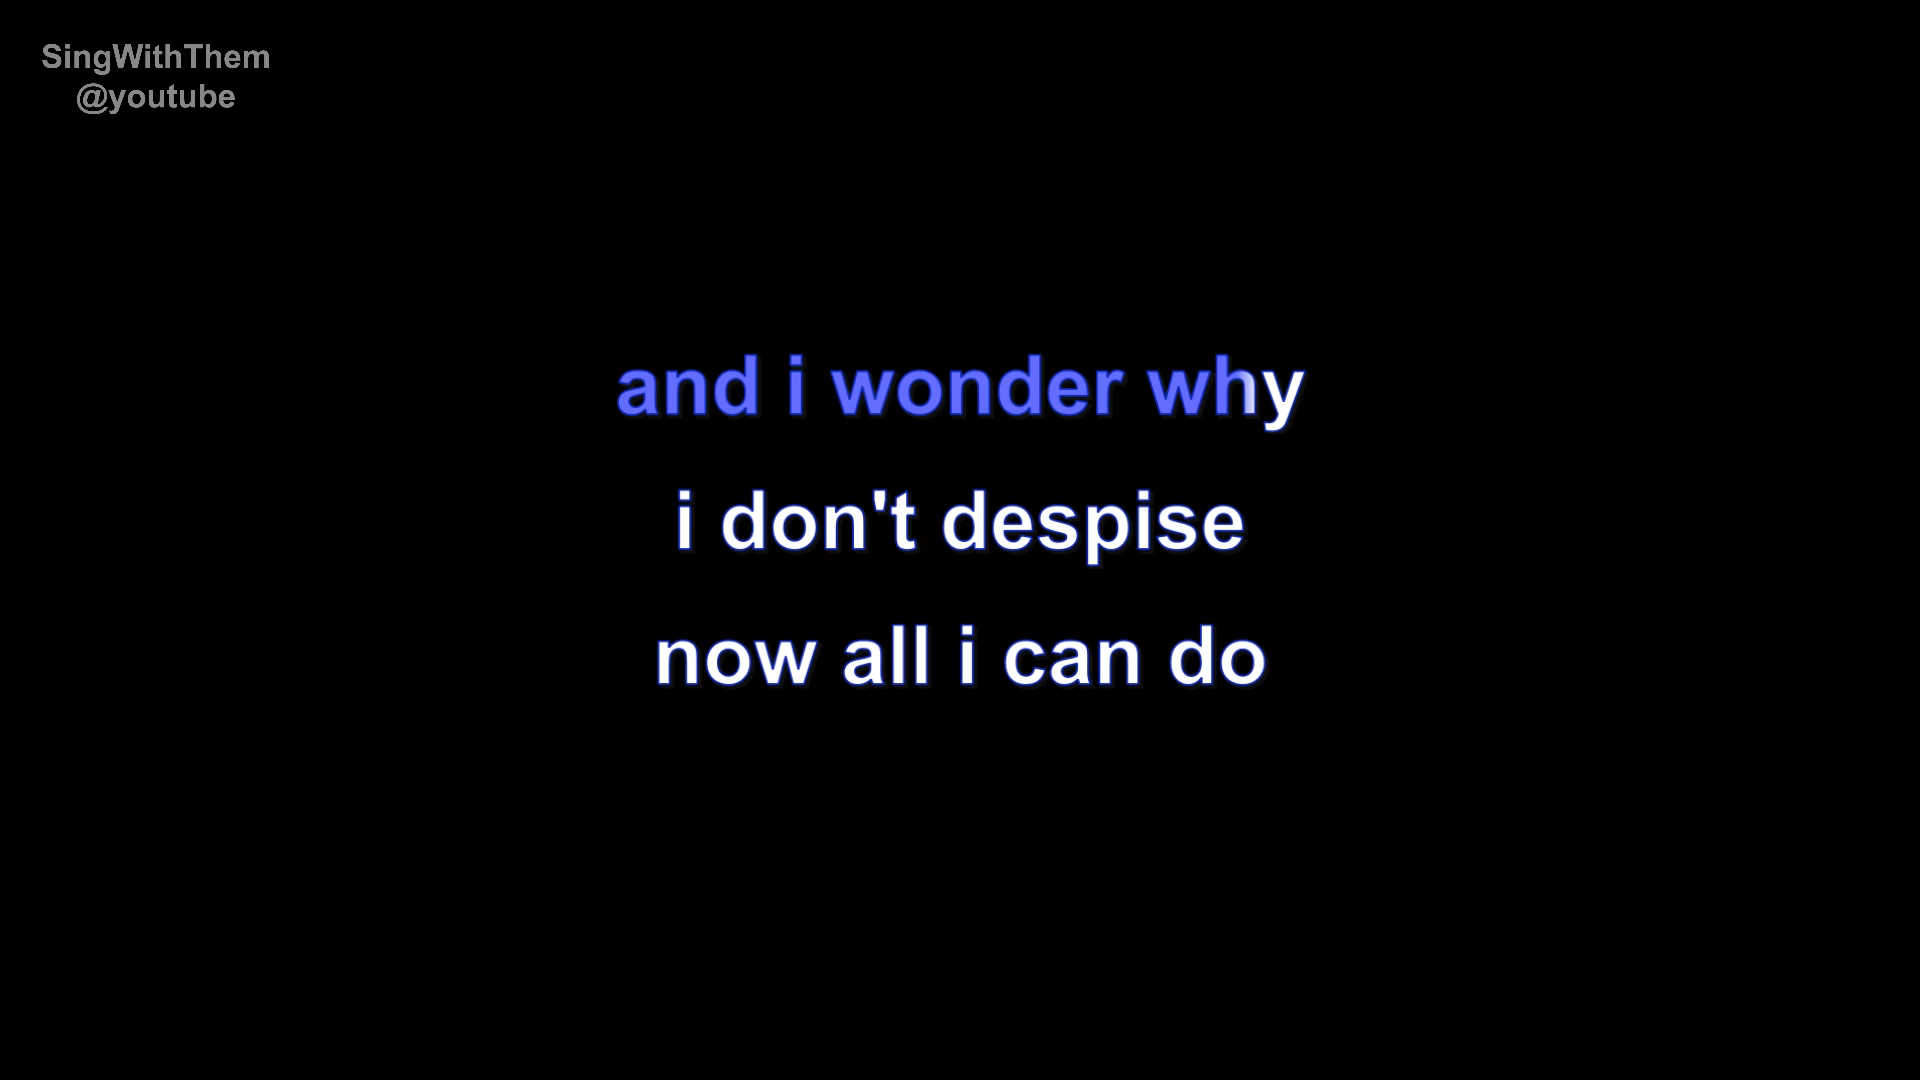 SingWithThem
@youtube
and i wonder why
i don't despise
now all i can do